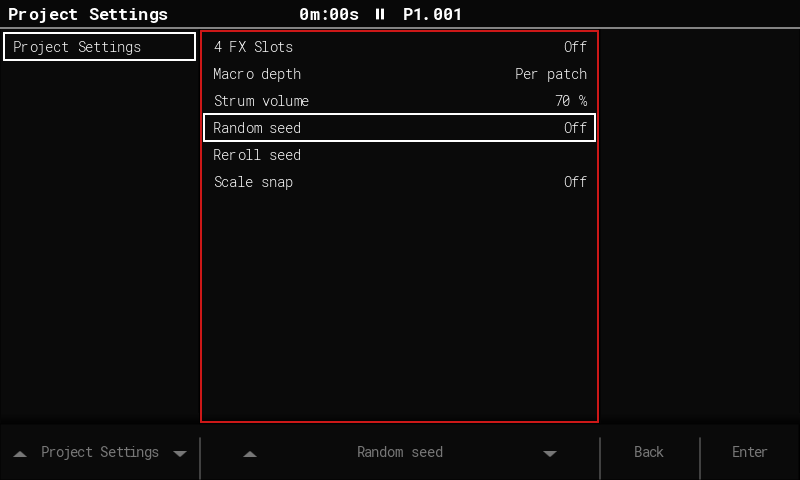 Project Settings 0m:00s P1.001
Project Settings
4 FX Slots Off
Macro depth Per patch
Strum volume 70 %
Random seed Off
Reroll seed
Scale snap Off
Project Settings Random seed Back Enter